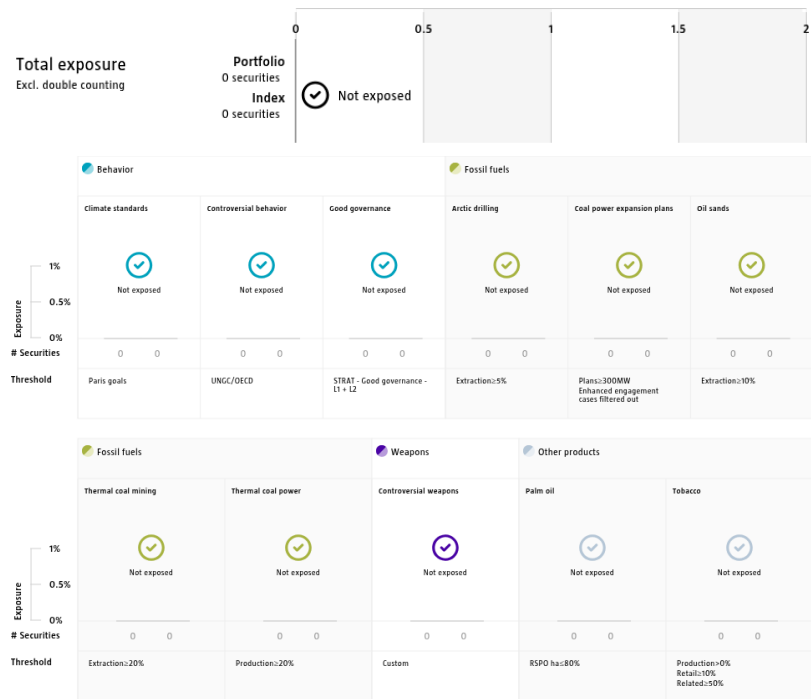 0 0.5 1 1.5 2
Total exposure
Excl. double counting
Portfolio
0 securities
Index
0 securities
Not exposed
Behavior
Fossil fuels
Climate standards Controversial behavior Good governance Arctic drilling Coal power expansion plans Oil sands
Exposure
1%
0.5%
0%
Not exposed Not exposed Not exposed Not exposed Not exposed Not exposed
# Securities 0 0 0 0 0 0 0 0 0 0 0 0
Threshold
Paris goals
UNGC/OECD
STRAT - Good governance -
L1 + L2
Extraction≥5%
Plans≥300MW
Enhanced engagement
cases filtered out
Extraction≥10%
Fossil fuels
Weapons
Other products
Thermal coal mining Thermal coal power Controversial weapons Palm oil Tobacco
Exposure
1%
0.5%
0%
Not exposed Not exposed Not exposed Not exposed Not exposed
# Securities 0 0 0 0 0 0 0 0 0 0
Threshold
Extraction≥20%
Production≥20%
Custom
RSPO ha≤80%
Production>0%
Retail≥10%
Related≥50%